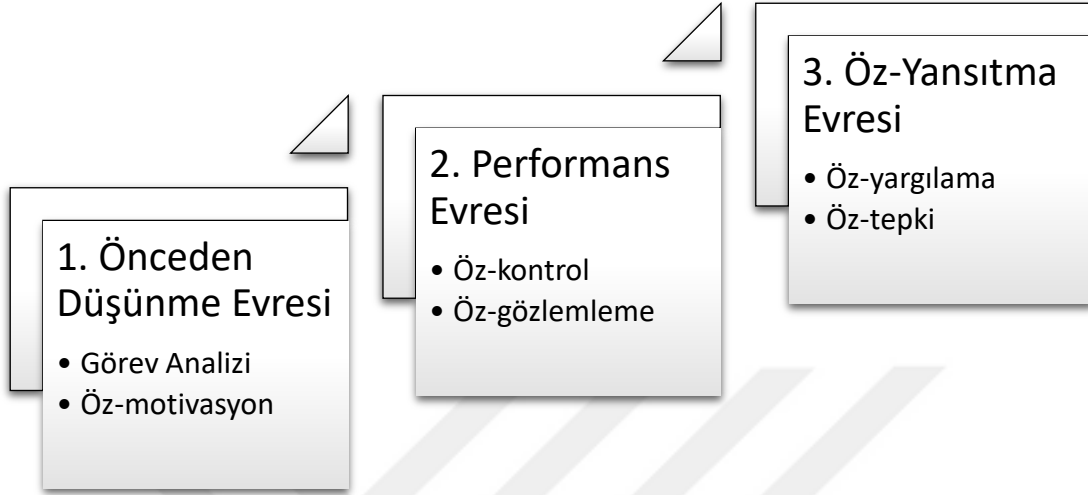 1. Önceden
Düşünme Evresi
• Görev Analizi
• Öz-motivasyon
2. Performans
Evresi
• Öz-kontrol
• Öz-gözlemleme
3. Öz-Yansıtma
Evresi
• Öz-yargılama
• Öz-tepki